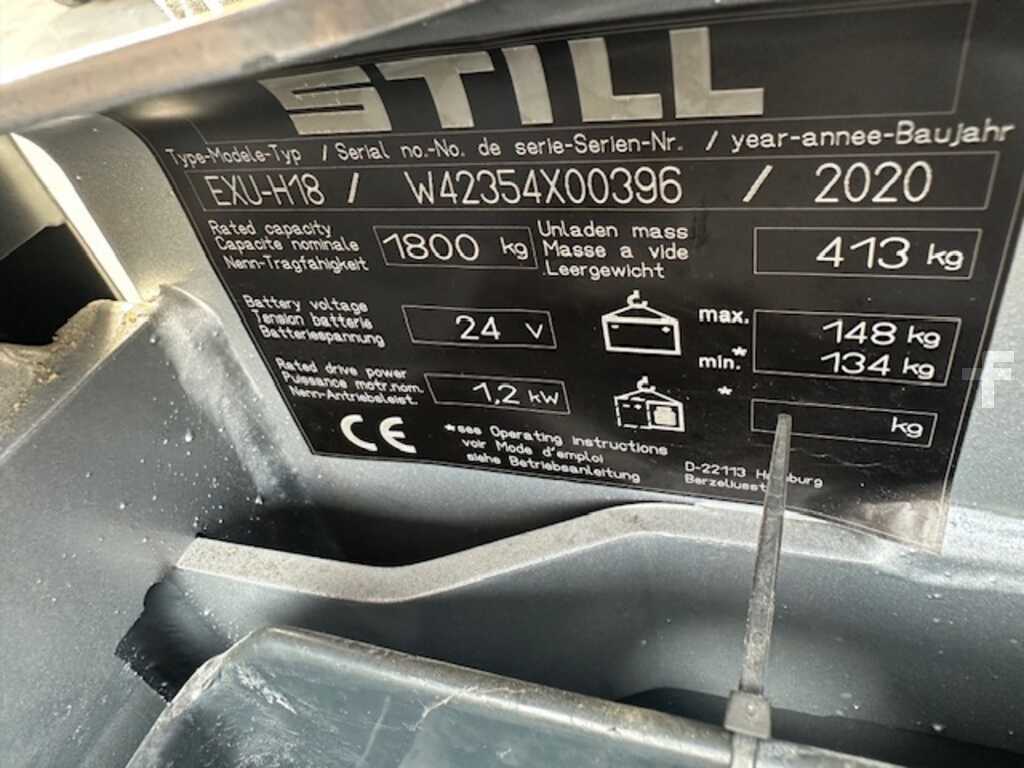 STILL
Type-Modele-Typ / Serial no.-No. de serie-Serien-Nr. / year-annee-Baujahr
EXU-H18 / W42354X00396 / 2020
Rated capacity
Capacite nominale
Nenn-Tragfähigkeit
1800 kg
Unladen mass
Masse a vide
Leergewicht
413 kg
Battery voltage
Tension batterie
Batteriespannung
24 V
max. 148 kg
min.* 134 kg
Rated drive power
Puissance motr.nom.
Nenn-Antriebsleist.
1,2 kW
* kg
CE
*see Operating instructions
voir Mode d'emploi
siehe Betriebsanleitung
D-22113